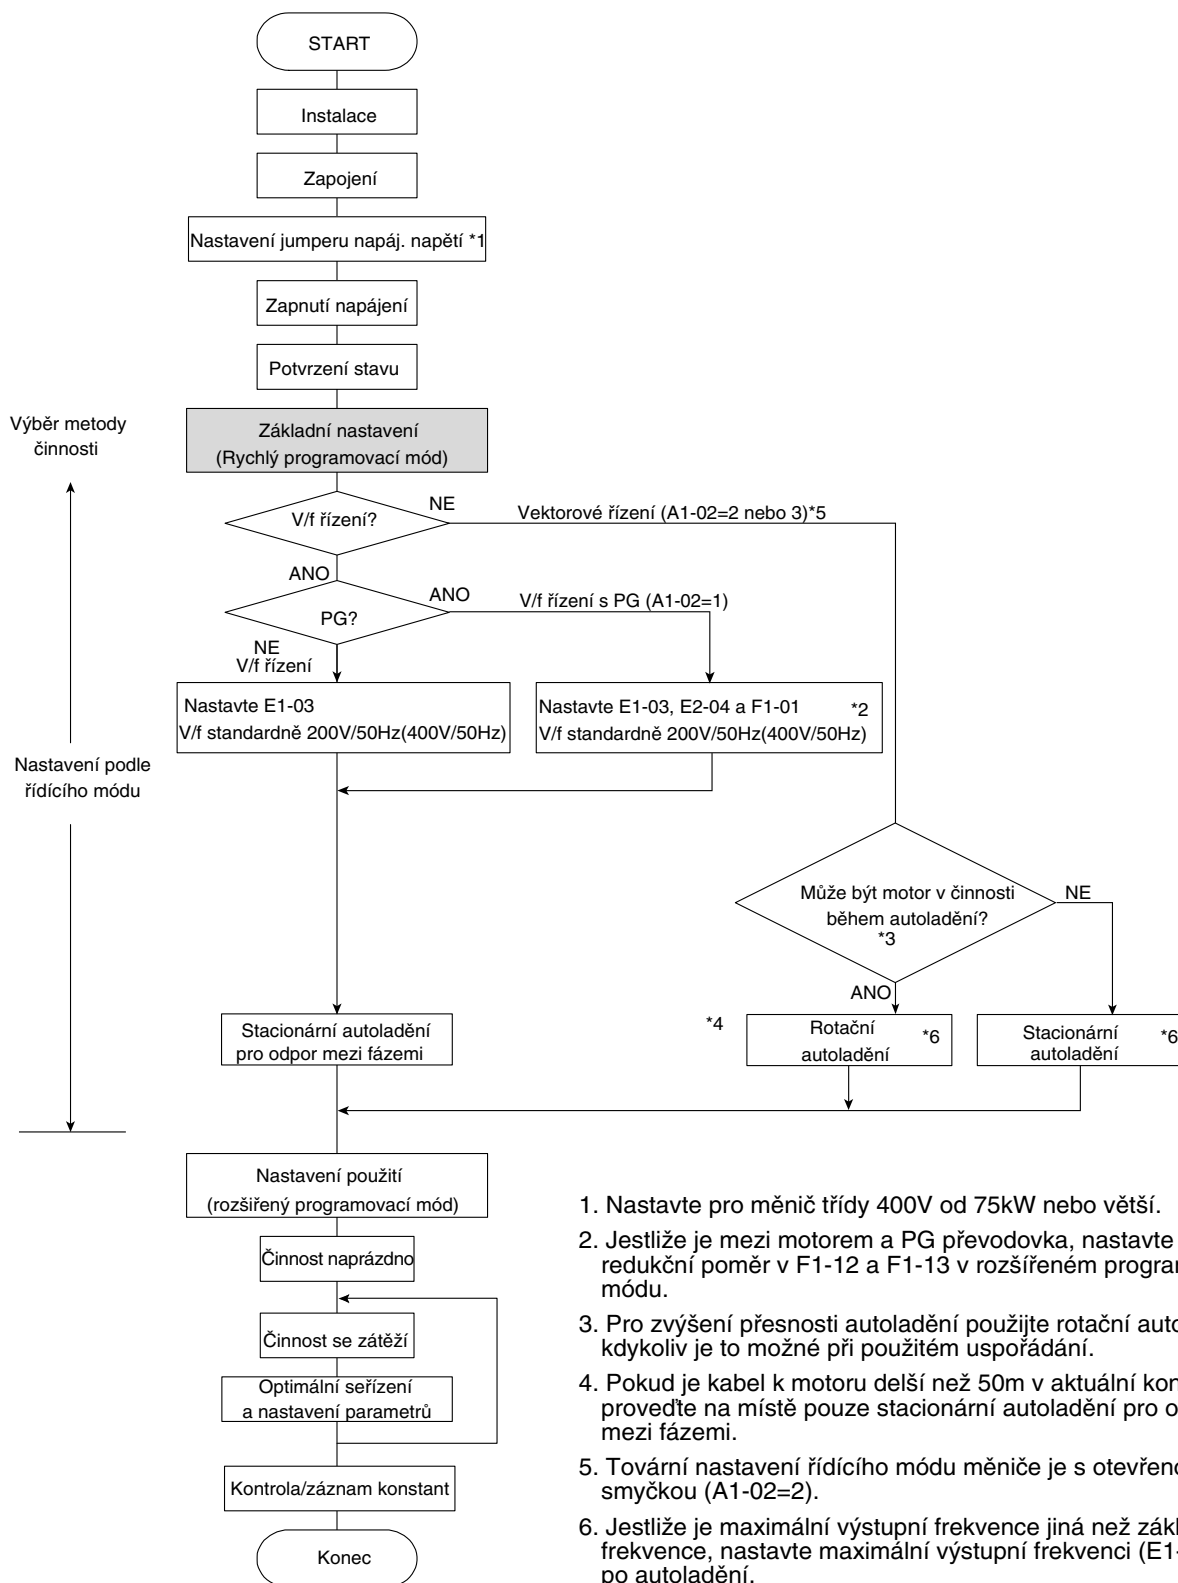 START
Instalace
Zapojení
Nastavení jumperu napáj. napětí *1
Zapnutí napájení
Potvrzení stavu
Výběr metody
činnosti
Základní nastavení
(Rychlý programovací mód)
V/f řízení?
NE
Vektorové řízení (A1-02=2 nebo 3)*5
ANO
PG?
ANO
V/f řízení s PG (A1-02=1)
NE
V/f řízení
Nastavte E1-03
V/f standardně 200V/50Hz(400V/50Hz)
Nastavte E1-03, E2-04 a F1-01 *2
V/f standardně 200V/50Hz(400V/50Hz)
Nastavení podle
řídícího módu
Může být motor v činnosti
během autoladění?
*3
NE
ANO
Stacionární autoladění
pro odpor mezi fázemi
*4
Rotační
autoladění
*6
Stacionární
autoladění
*6
Nastavení použití
(rozšiřený programovací mód)
Činnost naprázdno
Činnost se zátěží
Optimální seřízení
a nastavení parametrů
Kontrola/záznam konstant
Konec
1. Nastavte pro měnič třídy 400V od 75kW nebo větší.
2. Jestliže je mezi motorem a PG převodovka, nastavte
redukční poměr v F1-12 a F1-13 v rozšířeném
módu.
3. Pro zvýšení přesnosti autoladění použijte rotační
kdykoliv je to možné při použitém uspořádání.
4. Pokud je kabel k motoru delší než 50m v aktuální
proveďte na místě pouze stacionární autoladění pro
mezi fázemi.
5. Tovární nastavení řídícího módu měniče je s
smyčkou (A1-02=2).
6. Jestliže je maximální výstupní frekvence jiná než
frekvence, nastavte maximální výstupní frekvenci
po autoladění.